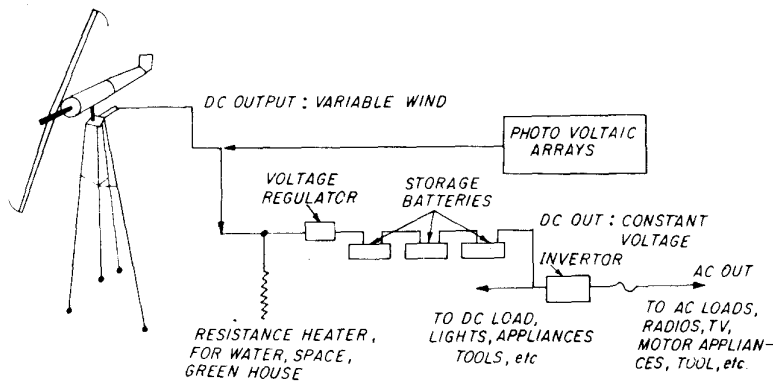 DC OUTPUT : VARIABLE WIND
PHOTO VOLTAIC
ARRAYS
VOLTAGE
REGULATOR
STORAGE
BATTERIES
DC OUT : CONSTANT
VOLTAGE
INVERTOR
AC OUT
RESISTANCE HEATER,
FOR WATER, SPACE,
GREEN HOUSE
TO DC LOAD,
LIGHTS, APPLIANCES
TOOLS, etc
TO AC LOADS,
RADIOS, TV,
MOTOR APPLIAN-
CES, TOOL, etc.